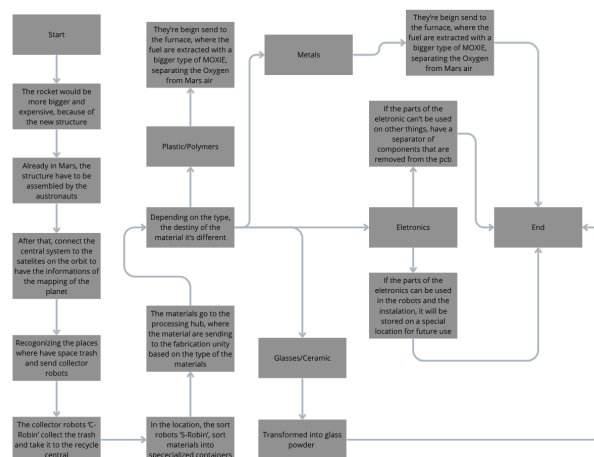 Start
The rocket would be
more bigger and
expensive, because of
the new structure
Already in Mars, the
structure have to be
assembled by the
austronauts
After that, connect the
central system to the
satelites on the orbit to
have the informations of
the mapping of the
planet
Recogonizing the places
where have space trash
and send collector
robots
The collector robots 'C-
Robin' collect the trash
and take it to the recycle
central
In the location, the sort
robots 'S-Robin', sort
materials into
spececialized containers
The materials go to the
processing hub, where
the material are sending
to the fabrication unity
based on the type of the
materials
Depending on the type,
the destiny of the
material it's different
Plastic/Polymers
They're beign send to
the furnace, where the
fuel are extracted with a
bigger type of MOXIE,
separating the Oxygen
from Mars air
Metals
They're beign send to
the furnace, where the
fuel are extracted with a
bigger type of MOXIE,
separating the Oxygen
from Mars air
If the parts of the
eletronic can't be used
on other things, have a
separator of
components that are
removed from the pcb
Eletronics
If the parts of the
eletronics can be used
in the robots and the
instalation, it will be
stored on a special
location for future use
Glasses/Ceramic
Transformed into glass
powder
End